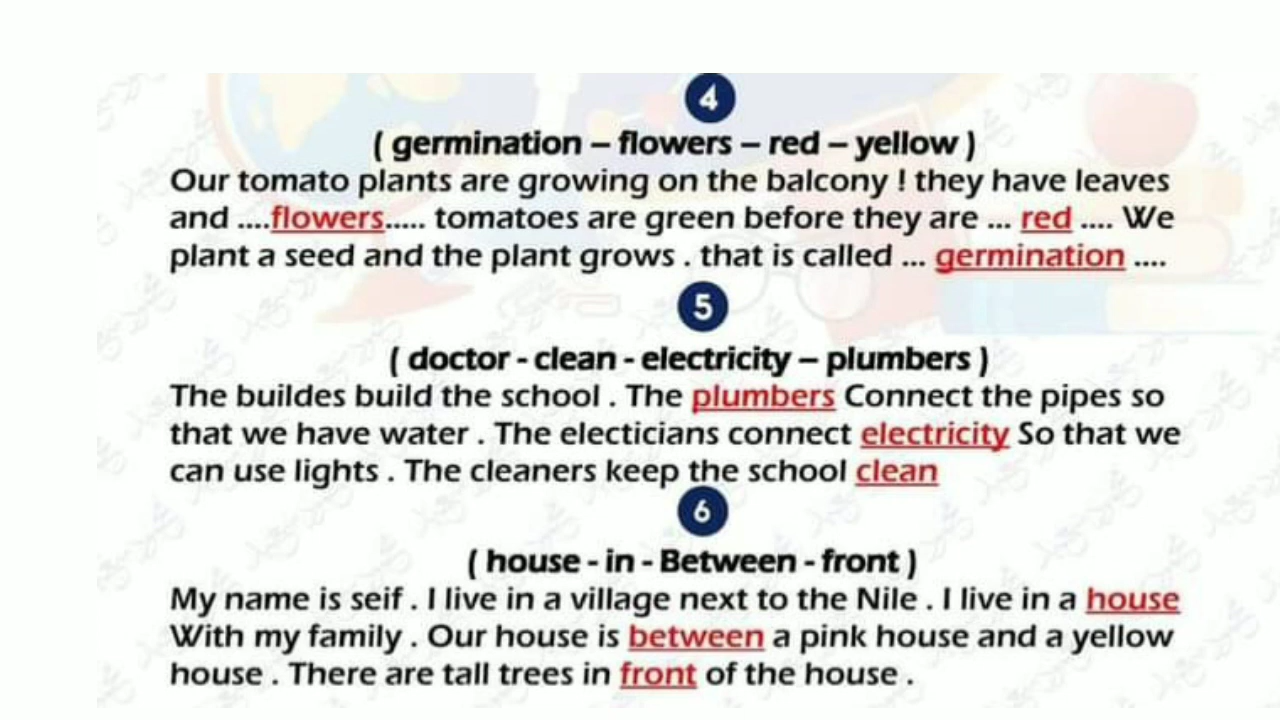 4
( germination – flowers – red – yellow )
Our tomato plants are growing on the balcony ! they have leaves
and ....flowers..... tomatoes are green before they are ... red .... We
plant a seed and the plant grows . that is called ... germination ....
5
( doctor - clean - electricity – plumbers )
The buildes build the school . The plumbers Connect the pipes so
that we have water . The electicians connect electricity So that we
can use lights . The cleaners keep the school clean
6
( house - in - Between - front )
My name is seif . I live in a village next to the Nile . I live in a house
With my family . Our house is between a pink house and a yellow
house . There are tall trees in front of the house .